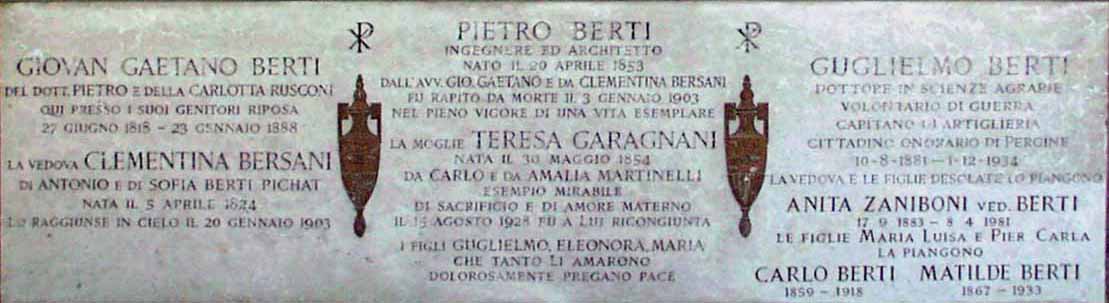 GIOVAN GAETANO BERTI
DEL DOTT. PIETRO E DELLA CARLOTTA RUSCONI
QUI PRESSO I SUOI GENITORI RIPOSA
27 GIUGNO 1818 - 23 GENNAIO 1888
LA VEDOVA CLEMENTINA BERSANI
DI ANTONIO E DI SOFIA BERTI PICHAT
NATA IL 5 APRILE 1824
LO RAGGIUNSE IN CIELO IL 20 GENNAIO 1903
PIETRO BERTI
INGEGNERE ED ARCHITETTO
NATO IL 20 APRILE 1853
DALL'AVV. GIO. GAETANO E DA CLEMENTINA BERSANI
FU RAPITO DA MORTE IL 3 GENNAIO 1903
NEL PIENO VIGORE DI UNA VITA ESEMPLARE
LA MOGLIE TERESA GARAGNANI
NATA IL 30 MAGGIO 1854
DA CARLO E DA AMALIA MARTINELLI
ESEMPIO MIRABILE
DI SACRIFICIO E DI AMORE MATERNO
IL 15 AGOSTO 1928 FU A LUI RICONGIUNTA
I FIGLI GUGLIELMO, ELEONORA, MARIA
CHE TANTO LI AMARONO
DOLOROSAMENTE PREGANO PACE
GUGLIELMO BERTI
DOTTORE IN SCIENZE AGRARIE
VOLONTARIO DI GUERRA
CAPITANO DI ARTIGLIERIA
CITTADINO ONORARIO DI PERGINE
10-8-1881 - 1-12-1934
LA VEDOVA E LE FIGLIE DESOLATE LO PIANGONO
ANITA ZANIBONI VED. BERTI
17-9-1883 - 8-4-1981
LE FIGLIE MARIA LUISA E PIER CARLA
LA PIANGONO
CARLO BERTI MATILDE BERTI
1859 - 1918 1867 - 1933